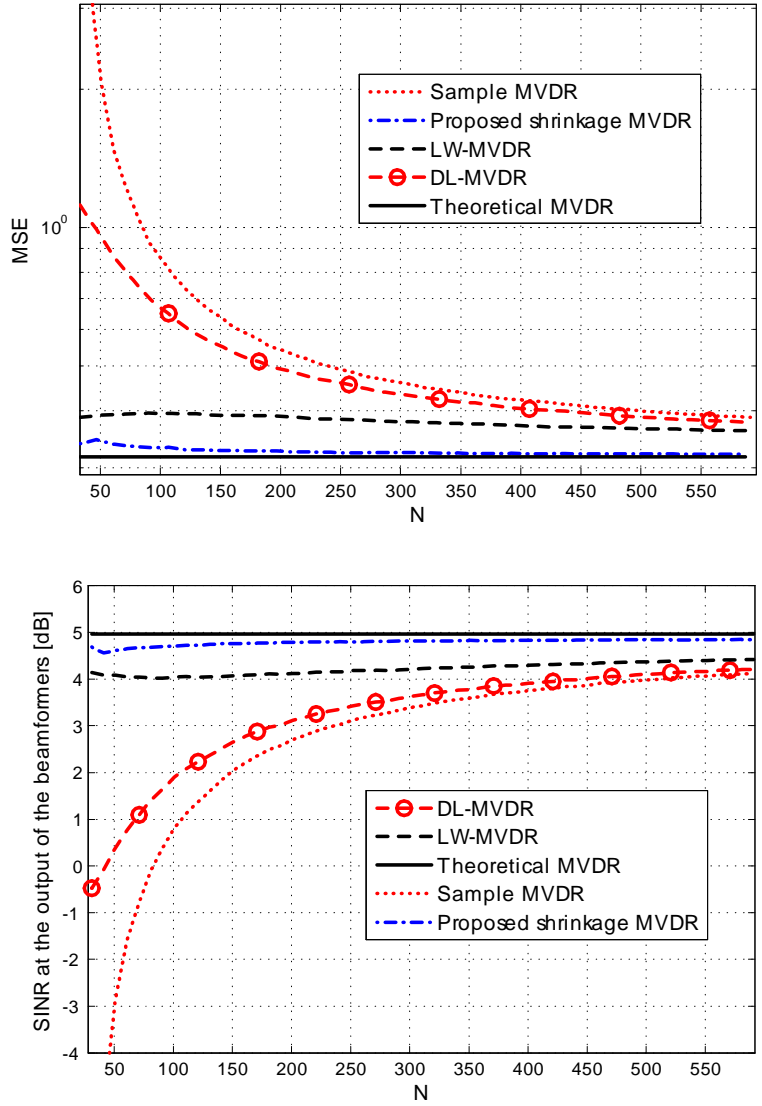 MSE
10^0
Sample MVDR
Proposed shrinkage MVDR
LW-MVDR
DL-MVDR
Theoretical MVDR
50 100 150 200 250 300 350 400 450 500 550
N
SINR at the output of the beamformers [dB]
6
5
4
3
2
1
0
-1
-2
-3
-4
DL-MVDR
LW-MVDR
Theoretical MVDR
Sample MVDR
Proposed shrinkage MVDR
50 100 150 200 250 300 350 400 450 500 550
N